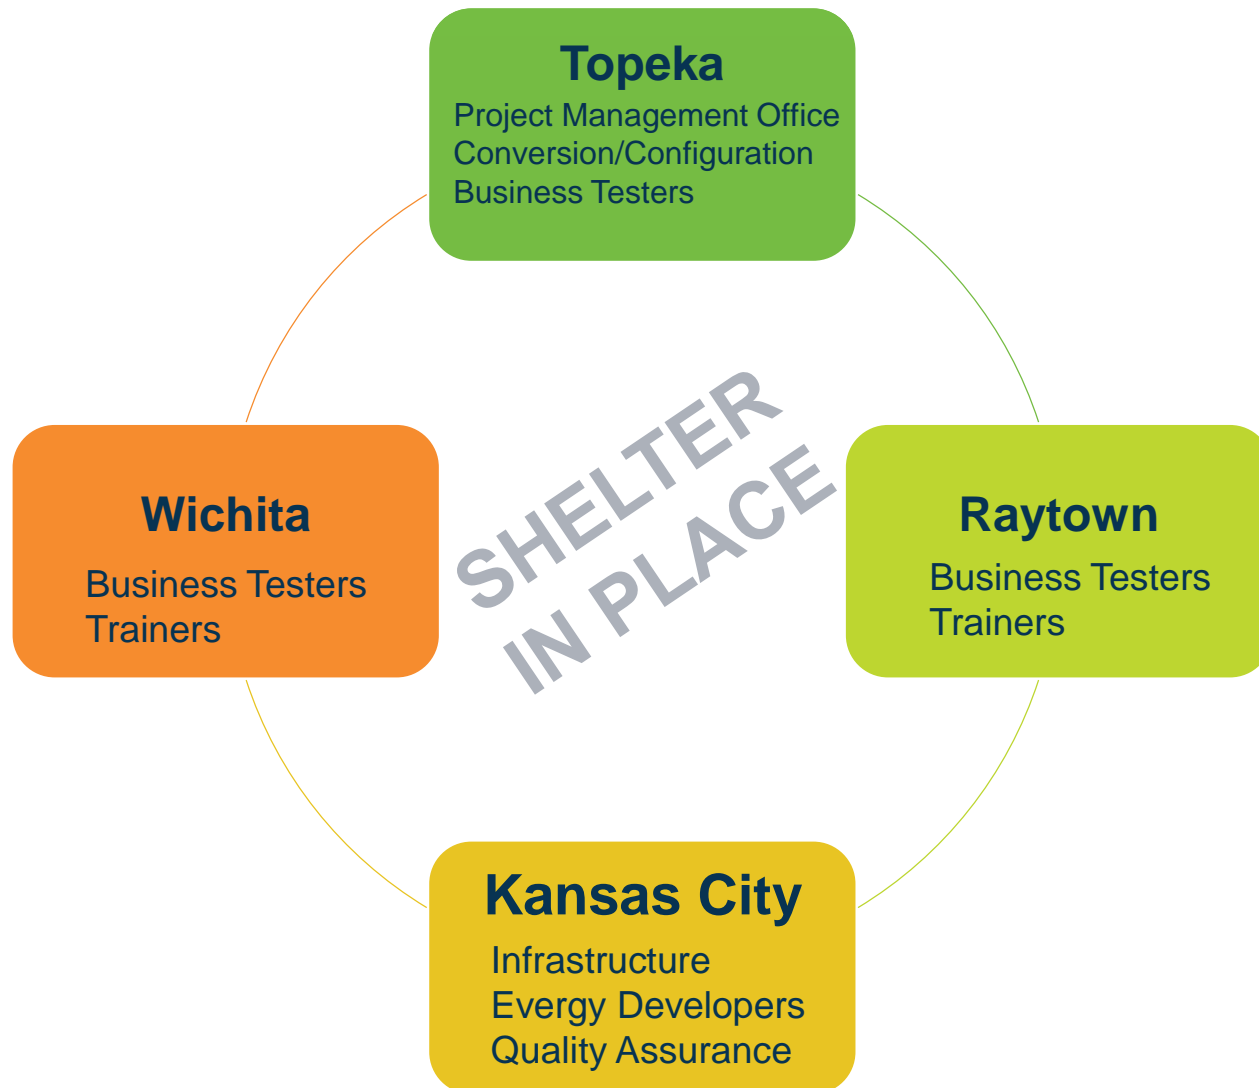 Topeka
Project Management Office
Conversion/Configuration
Business Testers
Wichita
Business Testers
Trainers
SHELTER
IN PLACE
Raytown
Business Testers
Trainers
Kansas City
Infrastructure
Evergy Developers
Quality Assurance